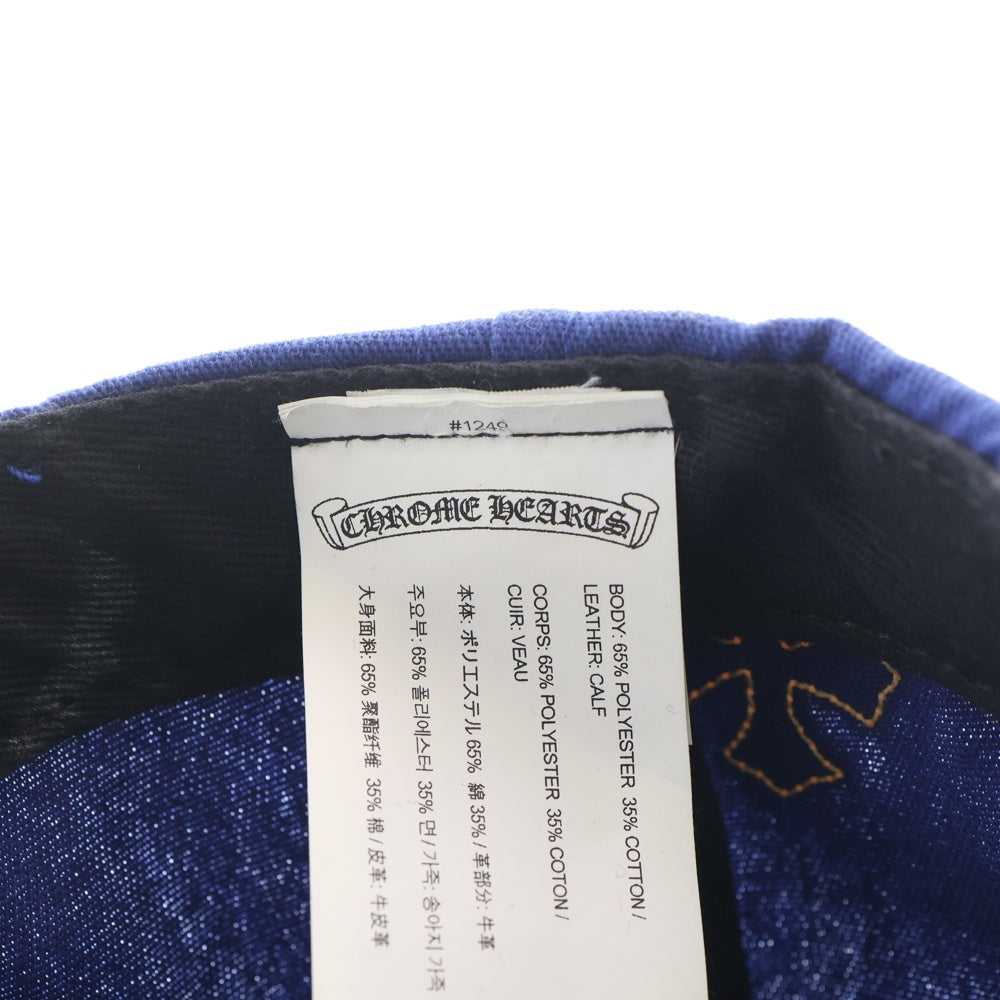 #1249
CHROME HEARTS
BODY: 65% POLYESTER 35% COTTON /
LEATHER: CALF
CORPS: 65% POLYESTER 35% COTON /
CUIR: VEAU
本体: ポリエステル 65% 綿 35% / 革部分: 牛革
주요부: 65% 폴리에스터 35% 면 / 가죽: 송아지 가죽
大身面料: 65% 聚酯纤维 35% 棉 / 皮革: 牛皮革